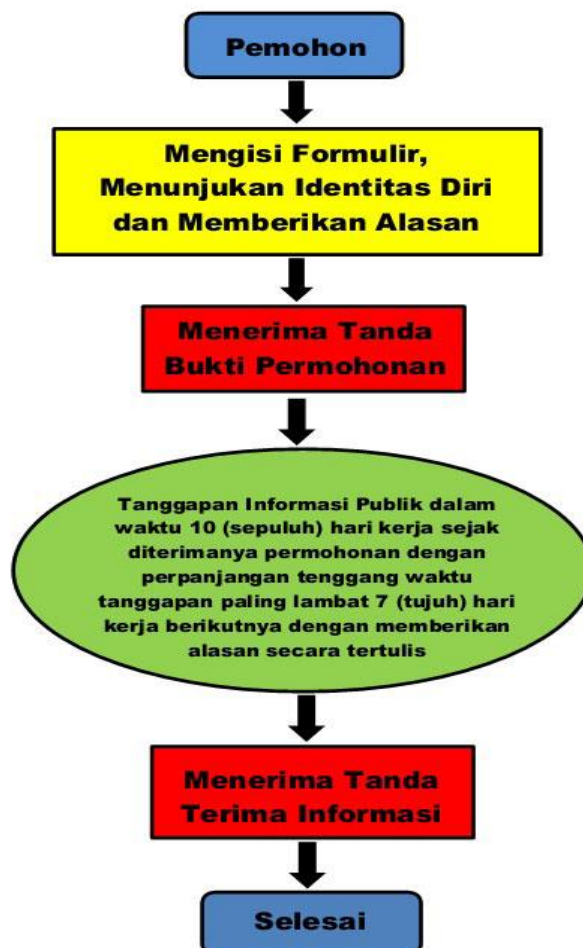 Pemohon
Mengisi Formulir,
Menunjukan Identitas Diri
dan Memberikan Alasan
Menerima Tanda
Bukti Permohonan
Tanggapan Informasi Publik dalam
waktu 10 (sepuluh) hari kerja sejak
diterimanya permohonan dengan
perpanjangan tenggang waktu
tanggapan paling lambat 7 (tujuh) hari
kerja berikutnya dengan memberikan
alasan secara tertulis
Menerima Tanda
Terima Informasi
Selesai